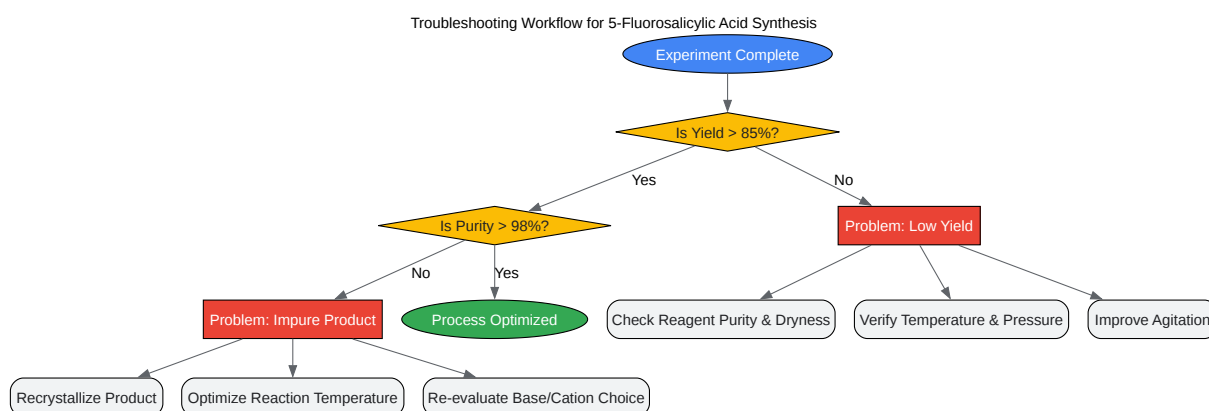 Troubleshooting Workflow for 5-Fluorosalicylic Acid Synthesis
Experiment Complete
Is Yield > 85%?
Yes
No
Is Purity > 98%?
Problem: Low Yield
No
Yes
Problem: Impure Product
Process Optimized
Check Reagent Purity & Dryness
Verify Temperature & Pressure
Improve Agitation
Recrystallize Product
Optimize Reaction Temperature
Re-evaluate Base/Cation Choice